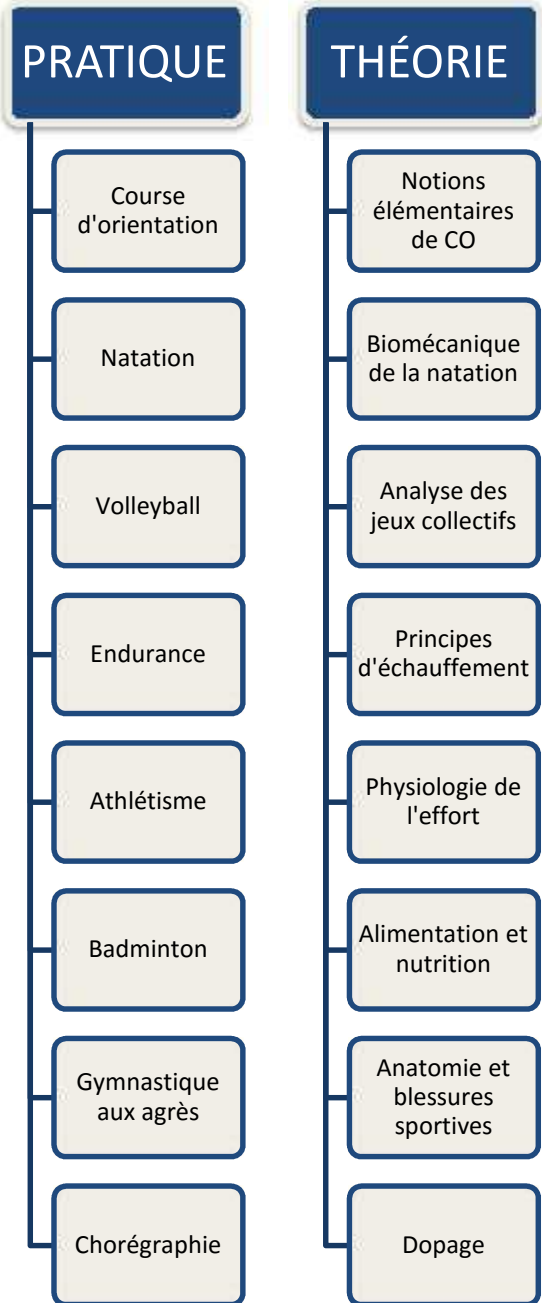 PRATIQUE
Course
d'orientation
Natation
Volleyball
Endurance
Athlétisme
Badminton
Gymnastique
aux agrès
Chorégraphie
THÉORIE
Notions
élémentaires
de CO
Biomécanique
de la natation
Analyse des
jeux collectifs
Principes
d'échauffement
Physiologie de
l'effort
Alimentation et
nutrition
Anatomie et
blessures
sportives
Dopage